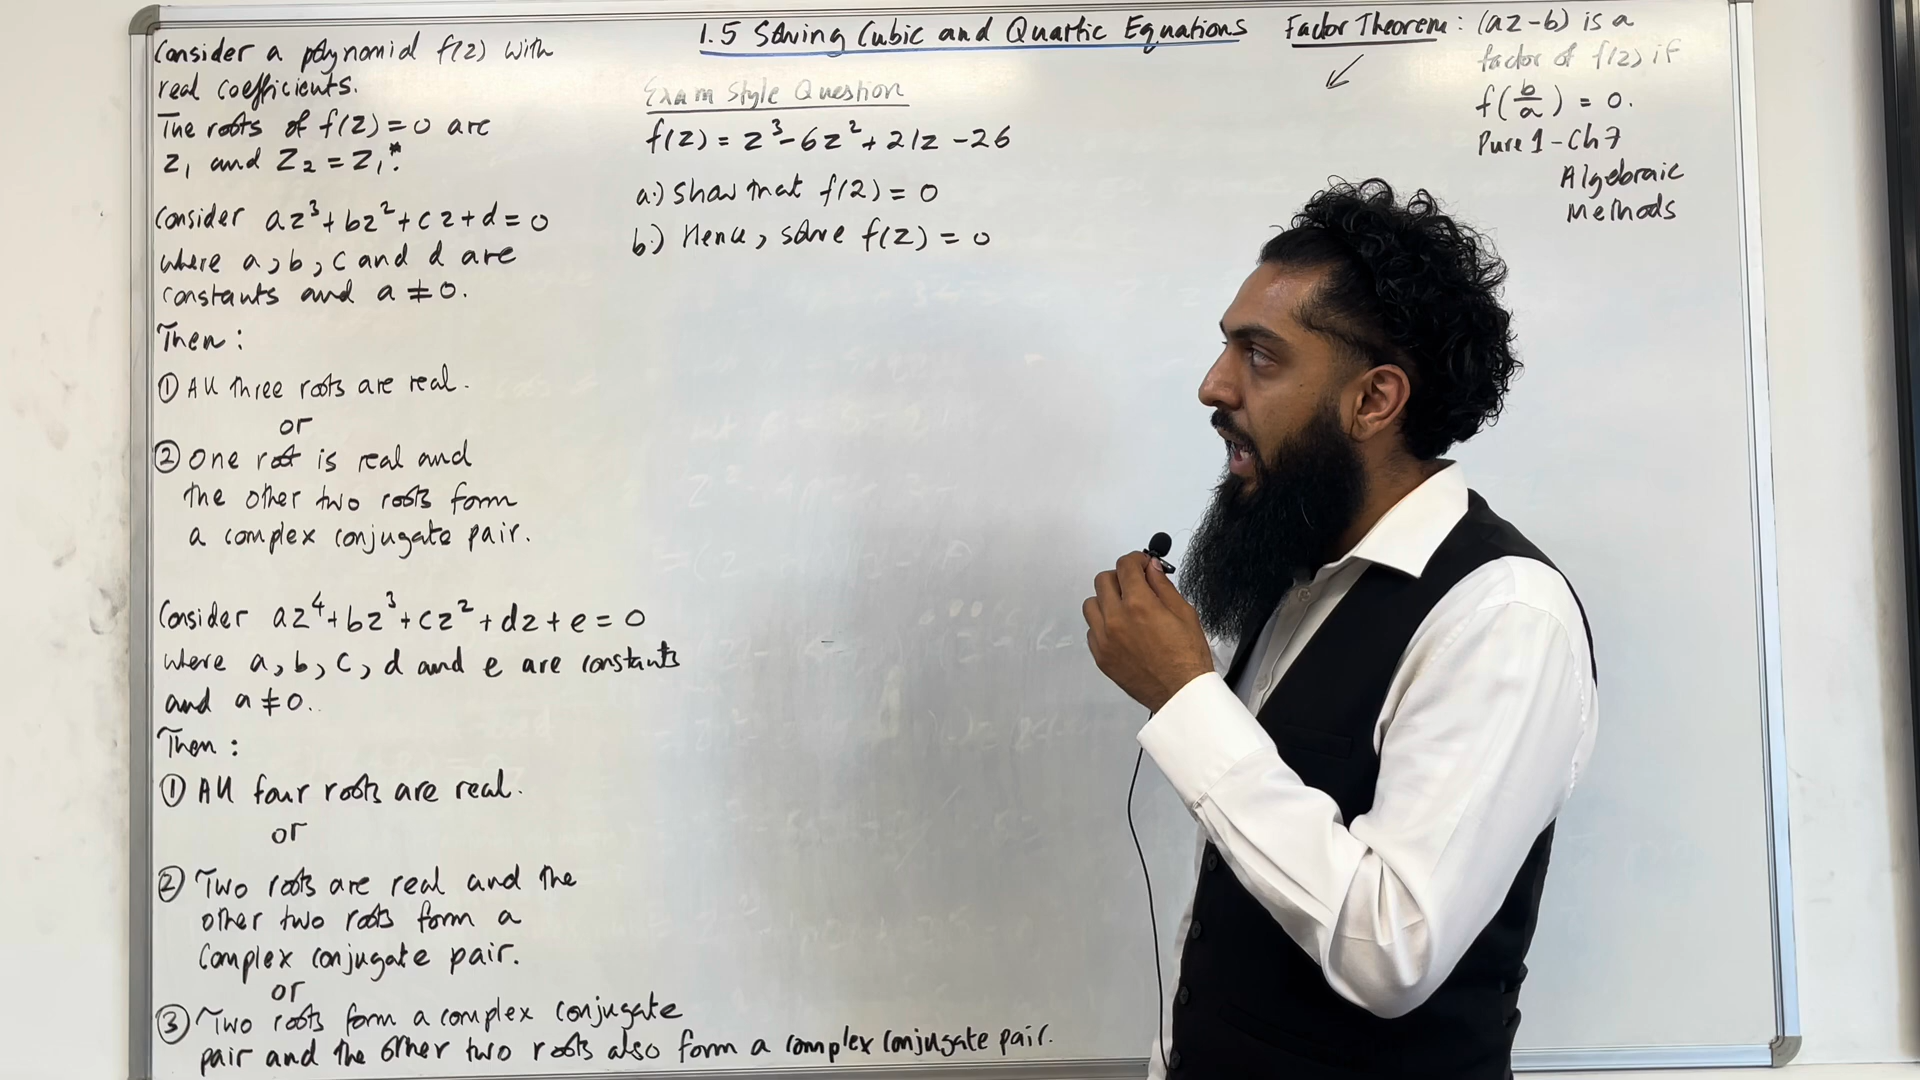 1.5 Solving Cubic and Quartic Equations
Consider a polynomial f(z) with
real coefficients.
The roots of f(z) = 0 are
z₁ and z₂ = z₁*.
Consider az³ + bz² + cz + d = 0
where a, b, c and d are
constants and a ≠ 0.
Then :
① All three roots are real.
or
② One root is real and
the other two roots form
a complex conjugate pair.
Consider az⁴ + bz³ + cz² + dz + e = 0
where a, b, c, d and e are constants
and a ≠ 0.
Then :
① All four roots are real.
or
② Two roots are real and the
other two roots form a
complex conjugate pair.
or
③ Two roots form a complex conjugate
pair and the other two roots also form a complex conjugate pair.
Exam Style Question
f(z) = z³ - 6z² + 21z - 26
a.) Show that f(2) = 0
b.) Hence, solve f(z) = 0
Factor Theorem : (az - b) is a
factor of f(z) if
f(b/a) = 0.
Pure 1 - Ch 7
Algebraic
Methods